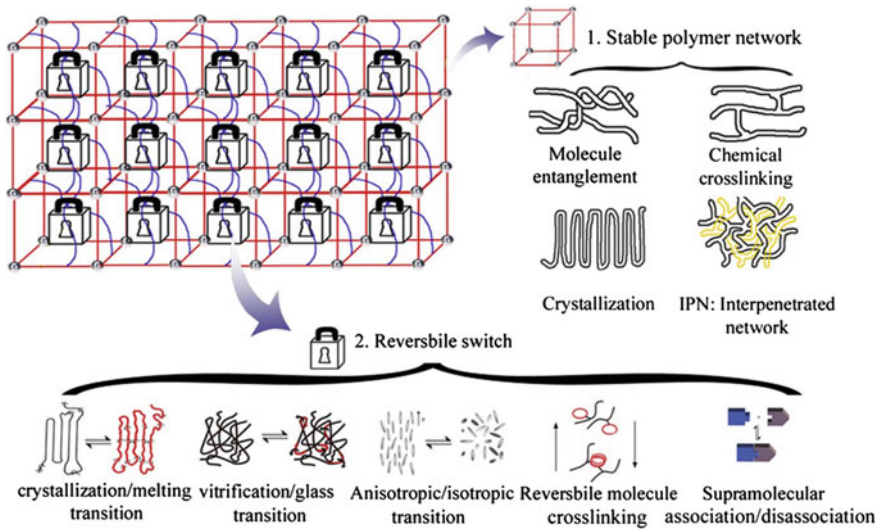 1. Stable polymer network
Molecule
entanglement
Chemical
crosslinking
Crystallization
IPN: Interpenetrated
network
2. Reversbile switch
crystallization/melting
transition
vitrification/glass
transition
Anisotropic/isotropic
transition
Reversbile molecule
crosslinking
Supramolecular
association/disassociation